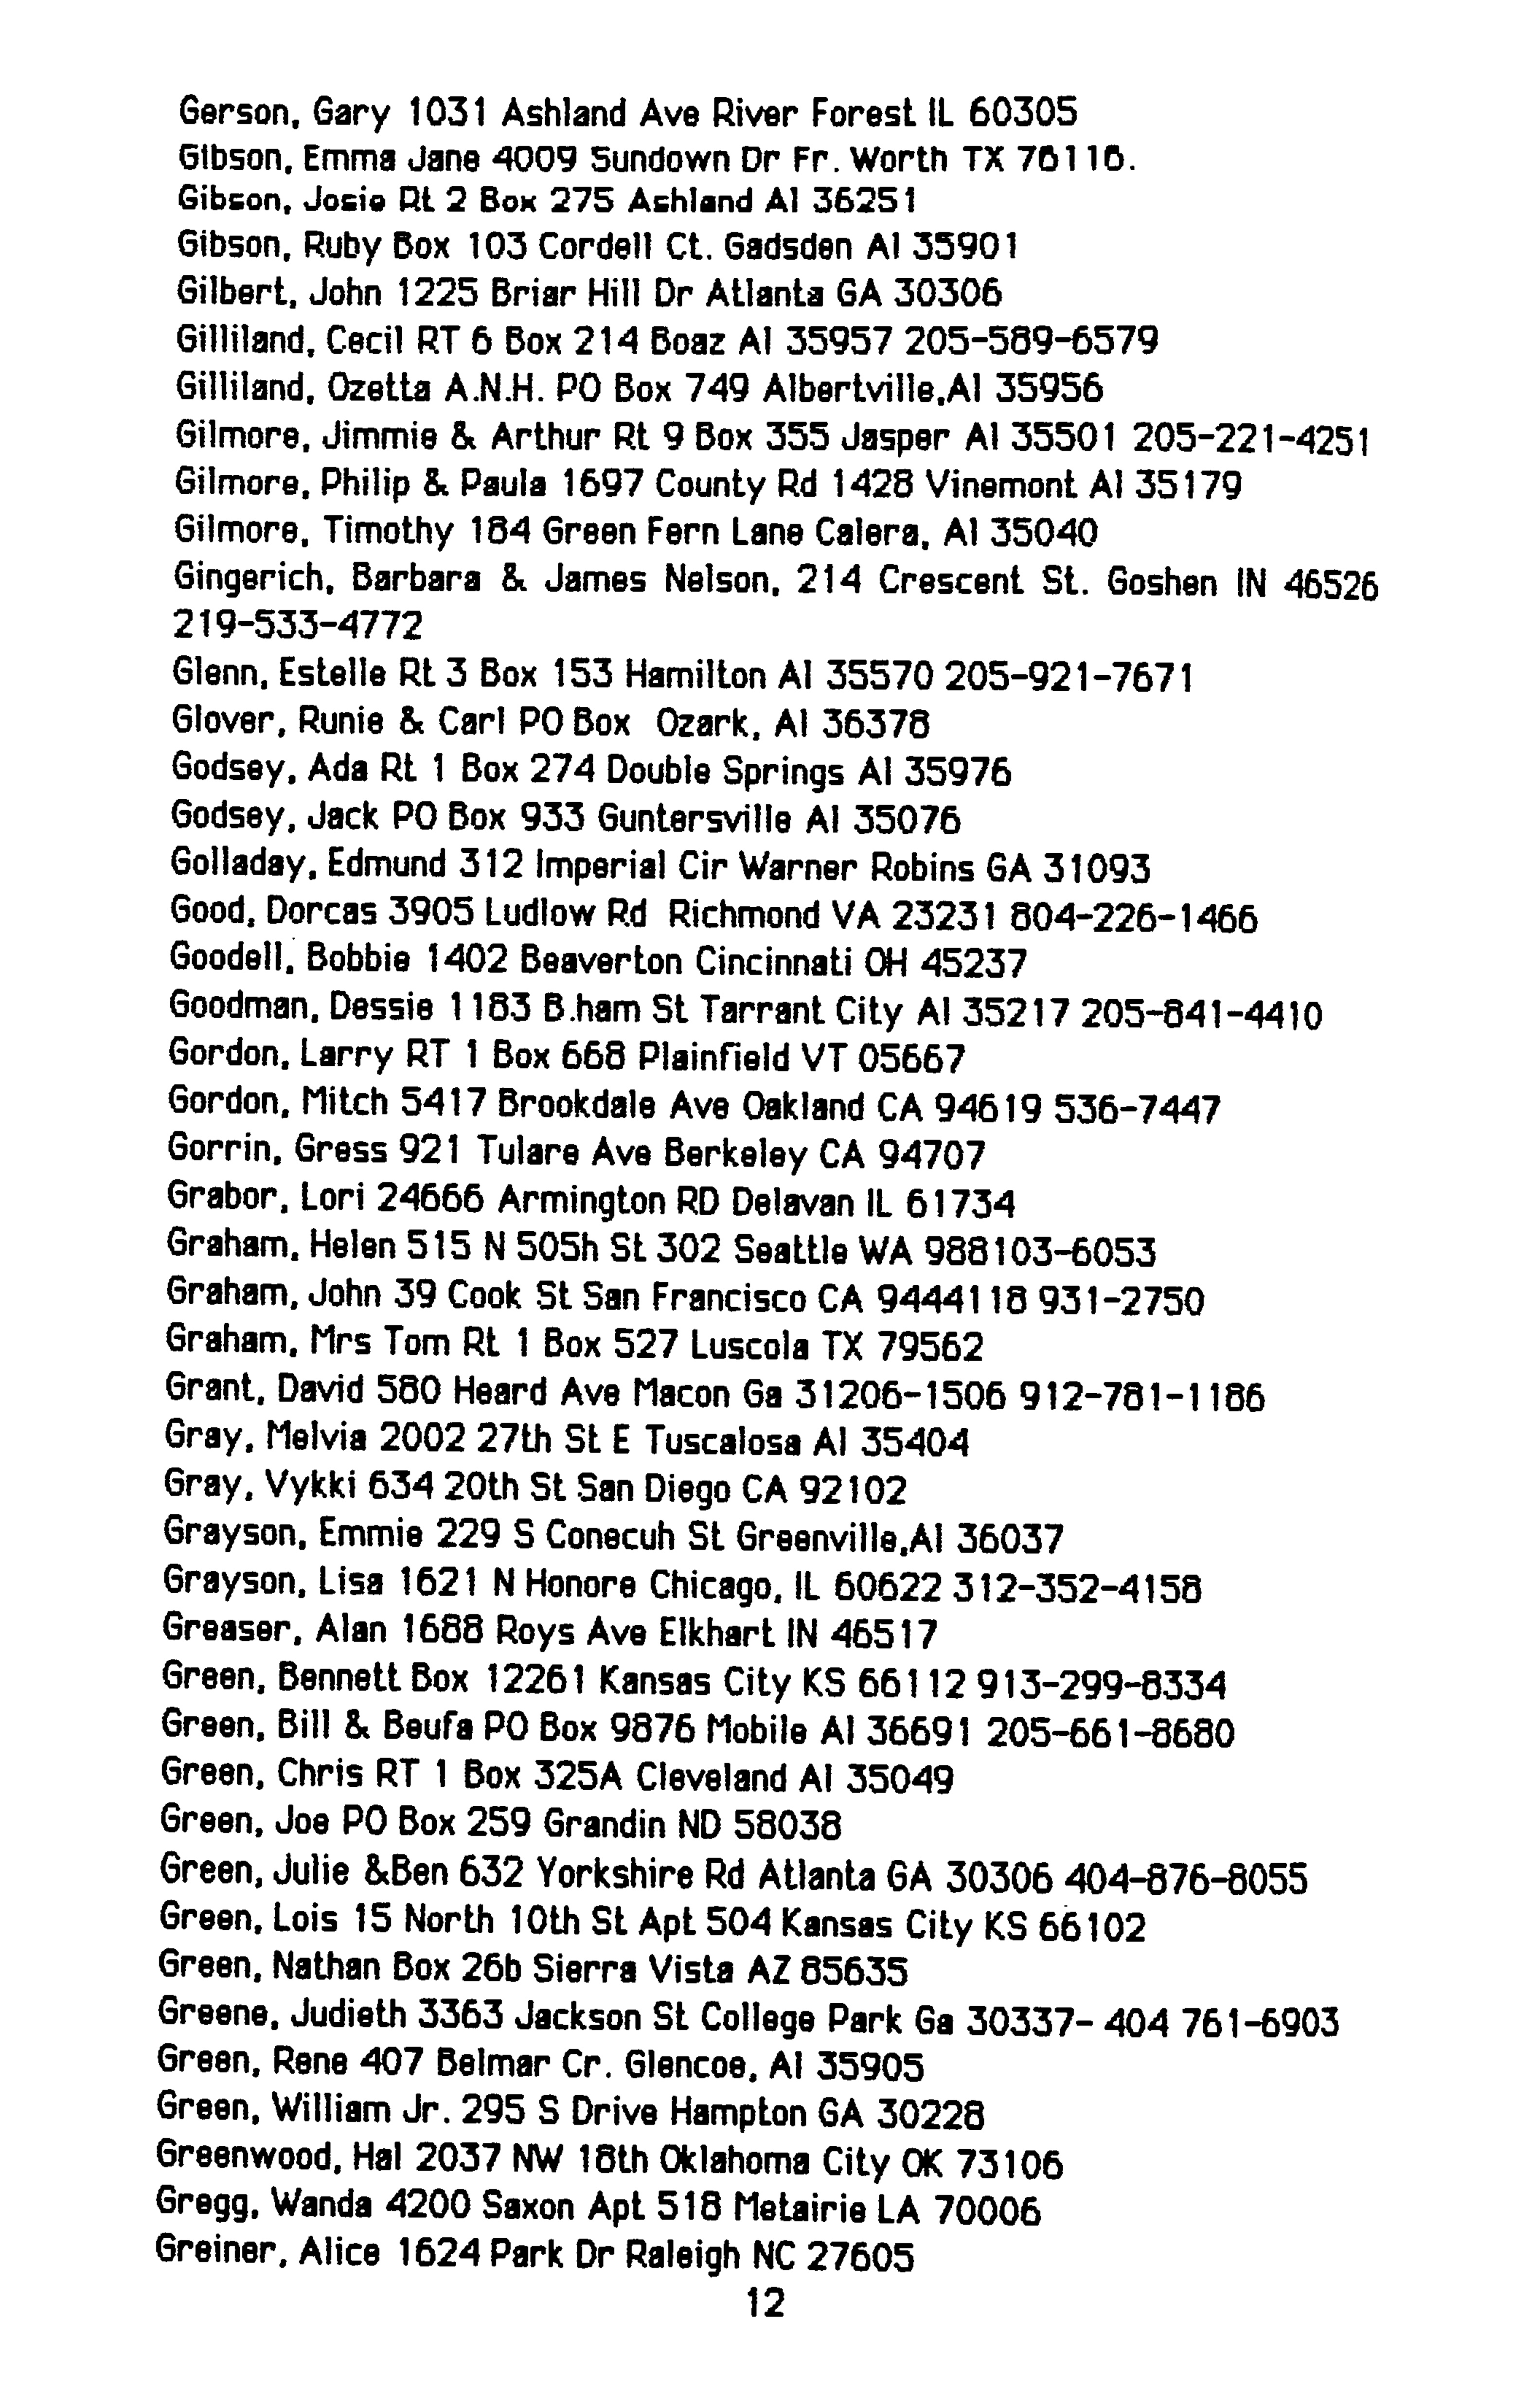 Gerson, Gary 1031 Ashland Ave River Forest IL 60305
Gibson, Emma Jane 4009 Sundown Dr Fr. Worth TX 76116.
Gibson, Josie Rt 2 Box 275 Ashland Al 36251
Gibson, Ruby Box 103 Cordell Ct. Gadsden Al 35901
Gilbert, John 1225 Briar Hill Dr Atlanta GA 30306
Gilliland, Cecil RT 6 Box 214 Boaz Al 35957 205-589-6579
Gilliland, Ozetta A.N.H. PO Box 749 Albertville,Al 35956
Gilmore, Jimmie & Arthur Rt 9 Box 355 Jasper Al 35501 205-221-4251
Gilmore, Philip & Paula 1697 County Rd 1428 Vinemont Al 35179
Gilmore, Timothy 184 Green Fern Lane Calera, Al 35040
Gingerich, Barbara & James Nelson, 214 Crescent St. Goshen IN 46526
219-533-4772
Glenn, Estelle Rt 3 Box 153 Hamilton Al 35570 205-921-7671
Glover, Runie & Carl PO Box Ozark, Al 36378
Godsey, Ada Rt 1 Box 274 Double Springs Al 35976
Godsey, Jack PO Box 933 Guntersville Al 35076
Golladay, Edmund 312 Imperial Cir Warner Robins GA 31093
Good, Dorcas 3905 Ludlow Rd Richmond VA 23231 804-226-1466
Goodell, Bobbie 1402 Beaverton Cincinnati OH 45237
Goodman, Dessie 1183 B.ham St Tarrant City Al 35217 205-841-4410
Gordon, Larry RT 1 Box 668 Plainfield VT 05667
Gordon, Mitch 5417 Brookdale Ave Oakland CA 94619 536-7447
Gorrin, Gress 921 Tulare Ave Berkeley CA 94707
Grabor, Lori 24666 Armington RD Delavan IL 61734
Graham, Helen 515 N 505h St 302 Seattle WA 988103-6053
Graham, John 39 Cook St San Francisco CA 9444118 931-2750
Graham, Mrs Tom Rt 1 Box 527 Luscola TX 79562
Grant, David 580 Heard Ave Macon Ga 31206-1506 912-781-1186
Gray, Melvia 2002 27th St E Tuscalosa Al 35404
Gray, Vykki 634 20th St San Diego CA 92102
Grayson, Emmie 229 S Conecuh St Greenville,Al 36037
Grayson, Lisa 1621 N Honore Chicago, IL 60622 312-352-4158
Greaser, Alan 1688 Roys Ave Elkhart IN 46517
Green, Bennett Box 12261 Kansas City KS 66112 913-299-8334
Green, Bill & Beufa PO Box 9876 Mobile Al 36691 205-661-8680
Green, Chris RT 1 Box 325A Cleveland Al 35049
Green, Joe PO Box 259 Grandin ND 58038
Green, Julie &Ben 632 Yorkshire Rd Atlanta GA 30306 404-876-8055
Green, Lois 15 North 10th St Apt 504 Kansas City KS 66102
Green, Nathan Box 26b Sierra Vista AZ 85635
Greene, Judieth 3363 Jackson St College Park Ga 30337- 404 761-6903
Green, Rene 407 Belmar Cr. Glencoe, Al 35905
Green, William Jr. 295 S Drive Hampton GA 30228
Greenwood, Hal 2037 NW 18th Oklahoma City OK 73106
Gregg, Wanda 4200 Saxon Apt 518 Metairie LA 70006
Greiner, Alice 1624 Park Dr Raleigh NC 27605
12